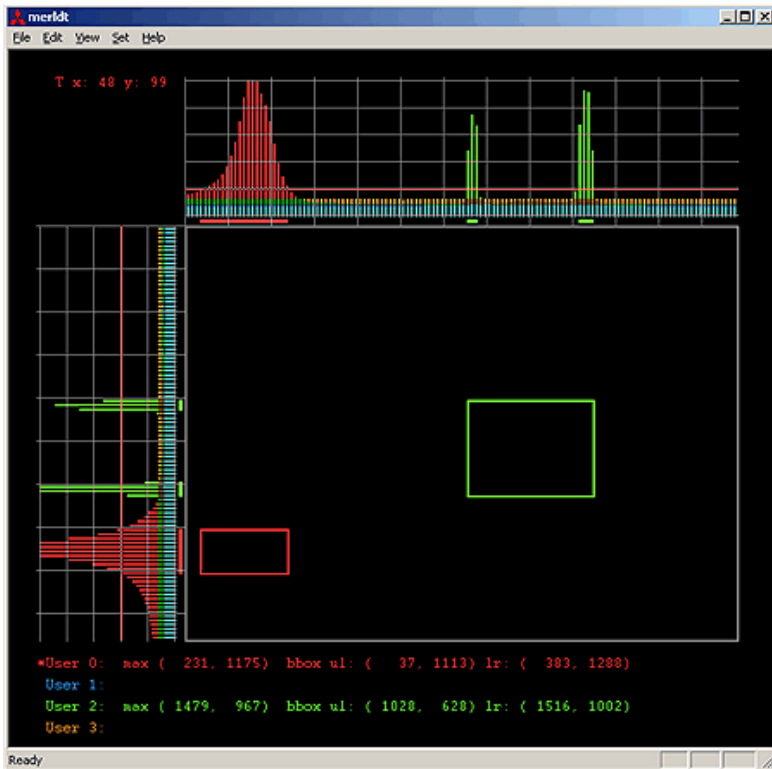 merldt
File Edit View Set Help
T x: 48 y: 99
*User 0: max ( 231, 1175) bbox ul: ( 37, 1113) lr: ( 383, 1288)
User 1:
User 2: max ( 1479, 967) bbox ul: ( 1028, 628) lr: ( 1516, 1002)
User 3:
Ready